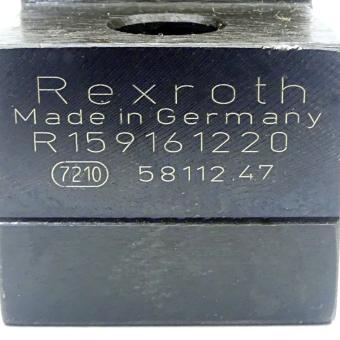 Rexroth
Made in Germany
R159161220
7210 58112.47